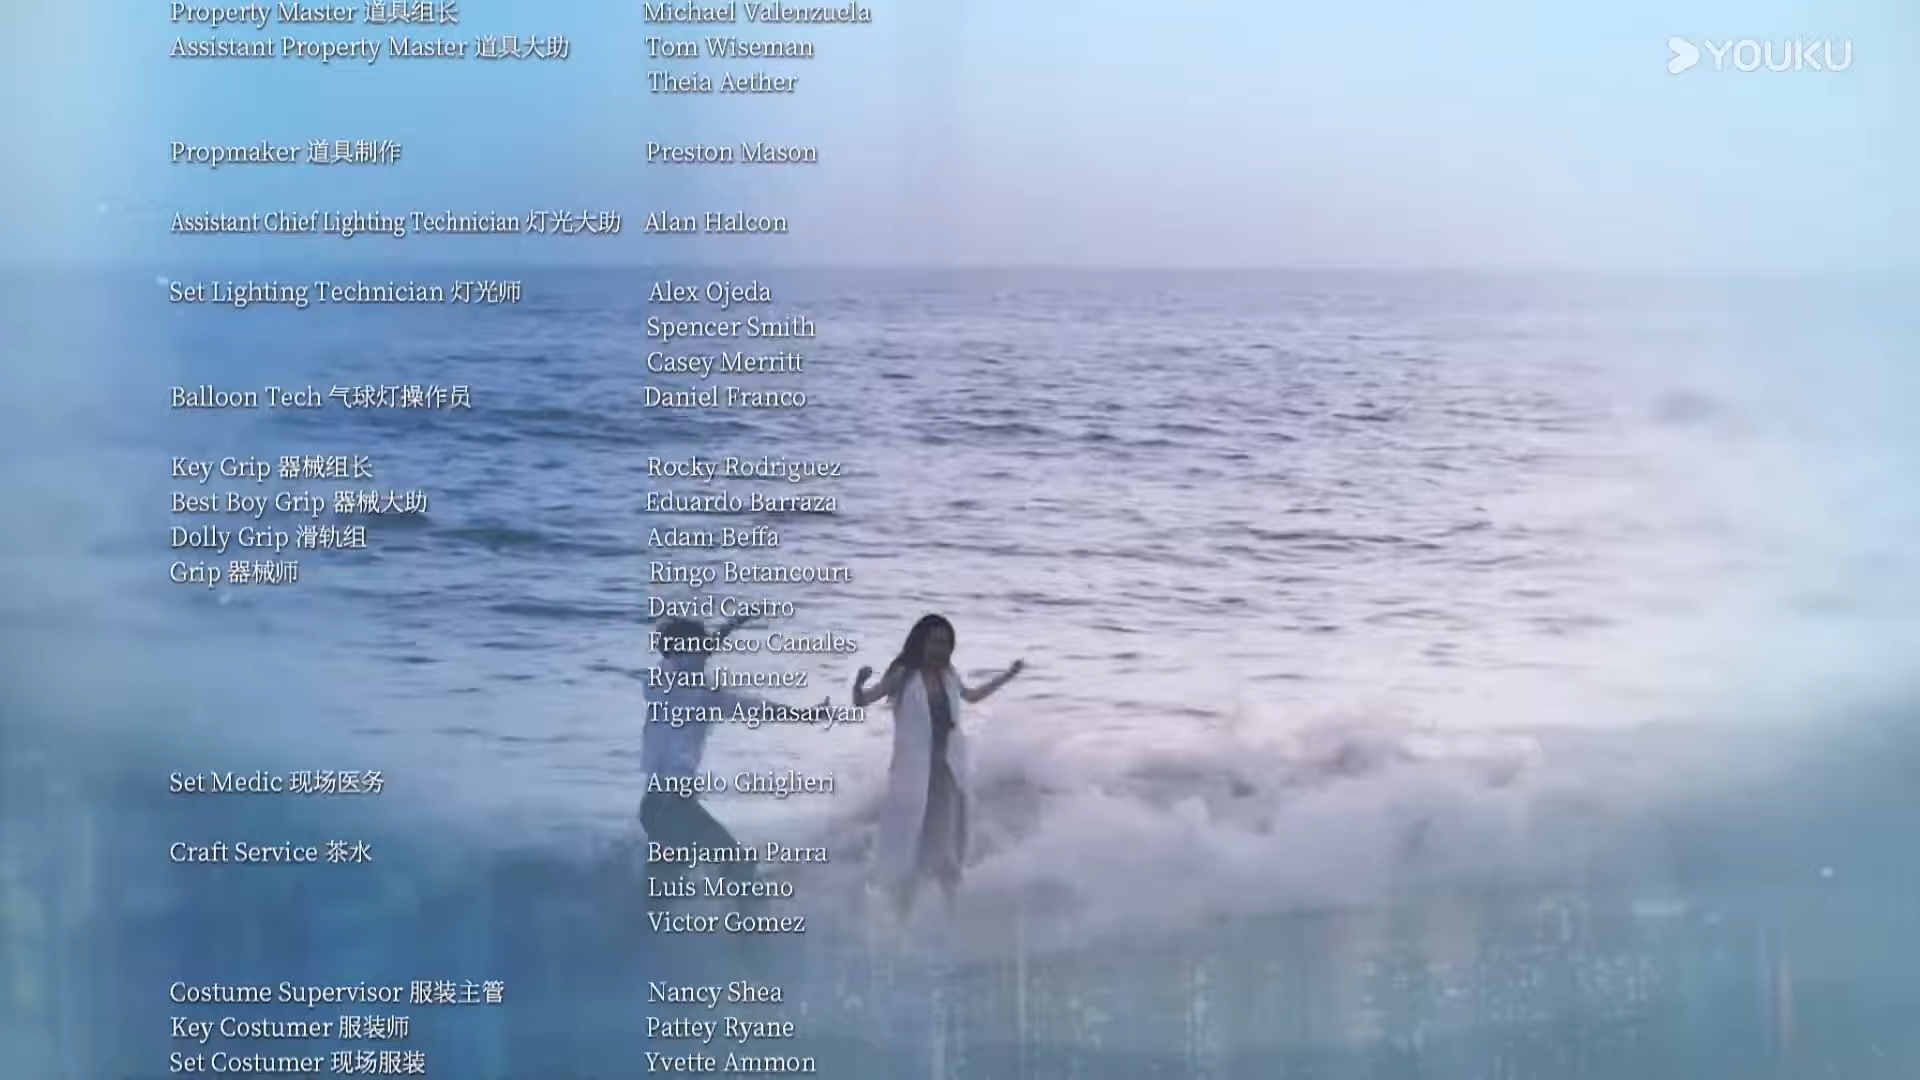 Property Master 道具组长 Michael Valenzuela
YOUKU
Assistant Property Master 道具大助 Tom Wiseman
Theia Aether
Propmaker 道具制作 Preston Mason
Assistant Chief Lighting Technician 灯光大助 Alan Halcon
Set Lighting Technician 灯光师 Alex Ojeda
Spencer Smith
Casey Merritt
Balloon Tech 气球灯操作员 Daniel Franco
Key Grip 器械组长 Rocky Rodriguez
Best Boy Grip 器械大助 Eduardo Barraza
Dolly Grip 滑轨组 Adam Beffa
Grip 器械师 Ringo Betancourt
David Castro
Francisco Canales
Ryan Jimenez
Tigran Aghasaryan
Set Medic 现场医务 Angelo Ghiglieri
Craft Service 茶水 Benjamin Parra
Luis Moreno
Victor Gomez
Costume Supervisor 服装主管 Nancy Shea
Key Costumer 服装师 Pattey Ryane
Set Costumer 现场服装 Yvette Ammon